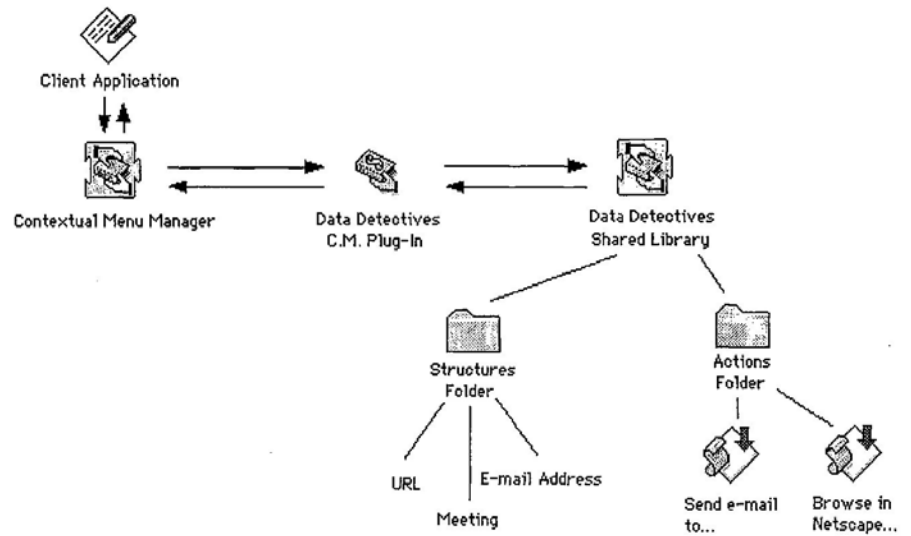 Client Application
Contextual Menu Manager
Data Detectives
C.M. Plug-In
Data Detectives
Shared Library
Structures
Folder
Actions
Folder
URL
E-mail Address
Meeting
Send e-mail
to...
Browse in
Netscape...